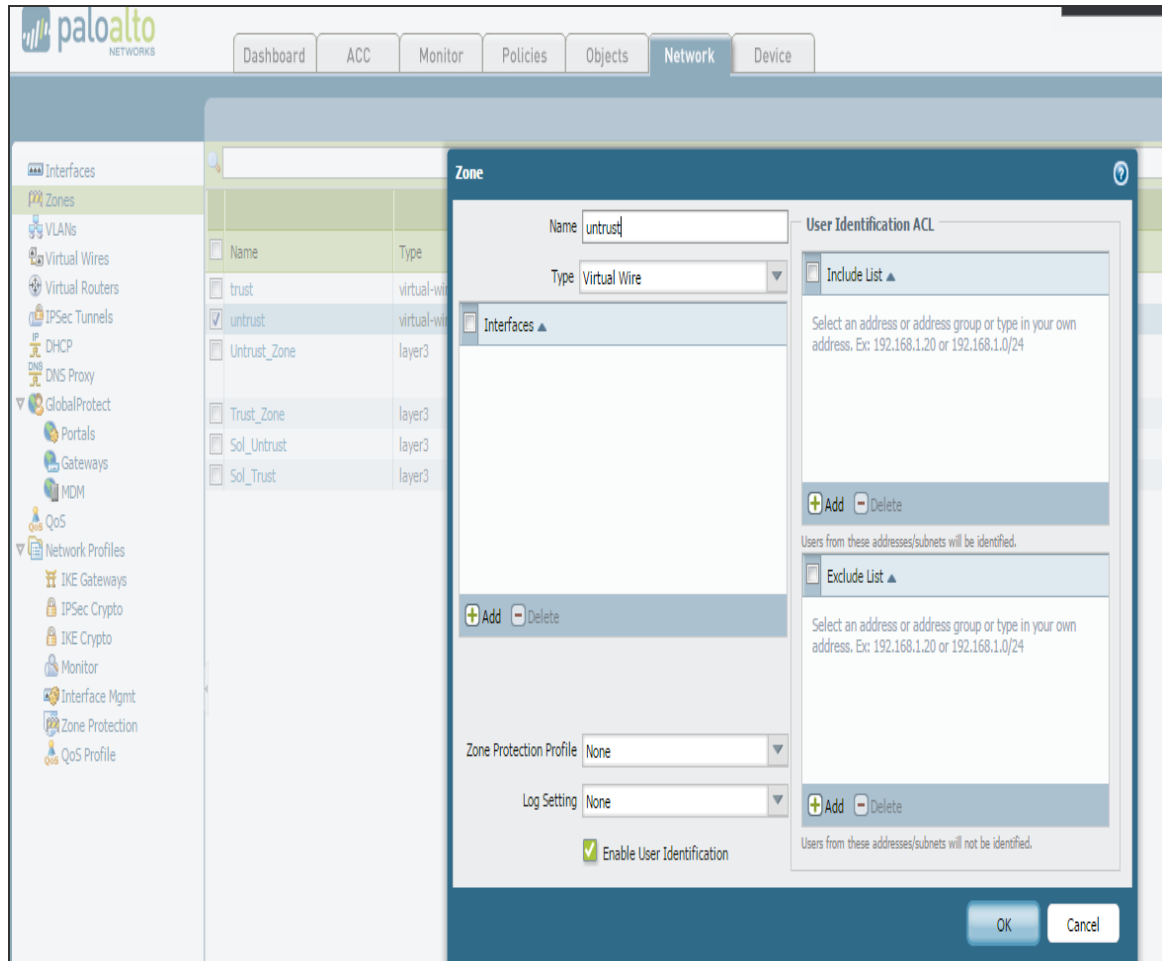 paloalto
NETWORKS
Dashboard ACC Monitor Policies Objects Network Device
Interfaces
Zones
VLANs
Virtual Wires
Virtual Routers
IPSec Tunnels
DHCP
DNS Proxy
GlobalProtect
Portals
Gateways
MDM
QoS
Network Profiles
IKE Gateways
IPSec Crypto
IKE Crypto
Monitor
Interface Mgmt
Zone Protection
QoS Profile
Name Type
trust virtual-wir
untrust virtual-wir
Untrust_Zone layer3
Trust_Zone layer3
Sol_Untrust layer3
Sol_Trust layer3
Zone
Name untrust
Type Virtual Wire
Interfaces
Add Delete
Zone Protection Profile None
Log Setting None
Enable User Identification
User Identification ACL
Include List
Select an address or address group or type in your own
address. Ex: 192.168.1.20 or 192.168.1.0/24
Add Delete
Users from these addresses/subnets will be identified.
Exclude List
Select an address or address group or type in your own
address. Ex: 192.168.1.20 or 192.168.1.0/24
Add Delete
Users from these addresses/subnets will not be identified.
OK Cancel